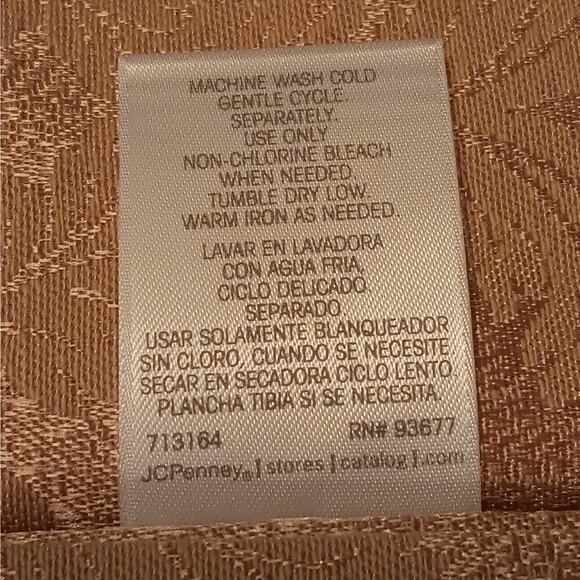 MACHINE WASH COLD
GENTLE CYCLE.
SEPARATELY.
USE ONLY
NON-CHLORINE BLEACH
WHEN NEEDED.
TUMBLE DRY LOW.
WARM IRON AS NEEDED.
LAVAR EN LAVADORA
CON AGUA FRIA,
CICLO DELICADO.
SEPARADO.
USAR SOLAMENTE BLANQUEADOR
SIN CLORO, CUANDO SE NECESITE
SECAR EN SECADORA CICLO LENTO.
PLANCHA TIBIA SI SE NECESITA.
713164 RN# 93677
JCPenney® | stores | catalog | .com